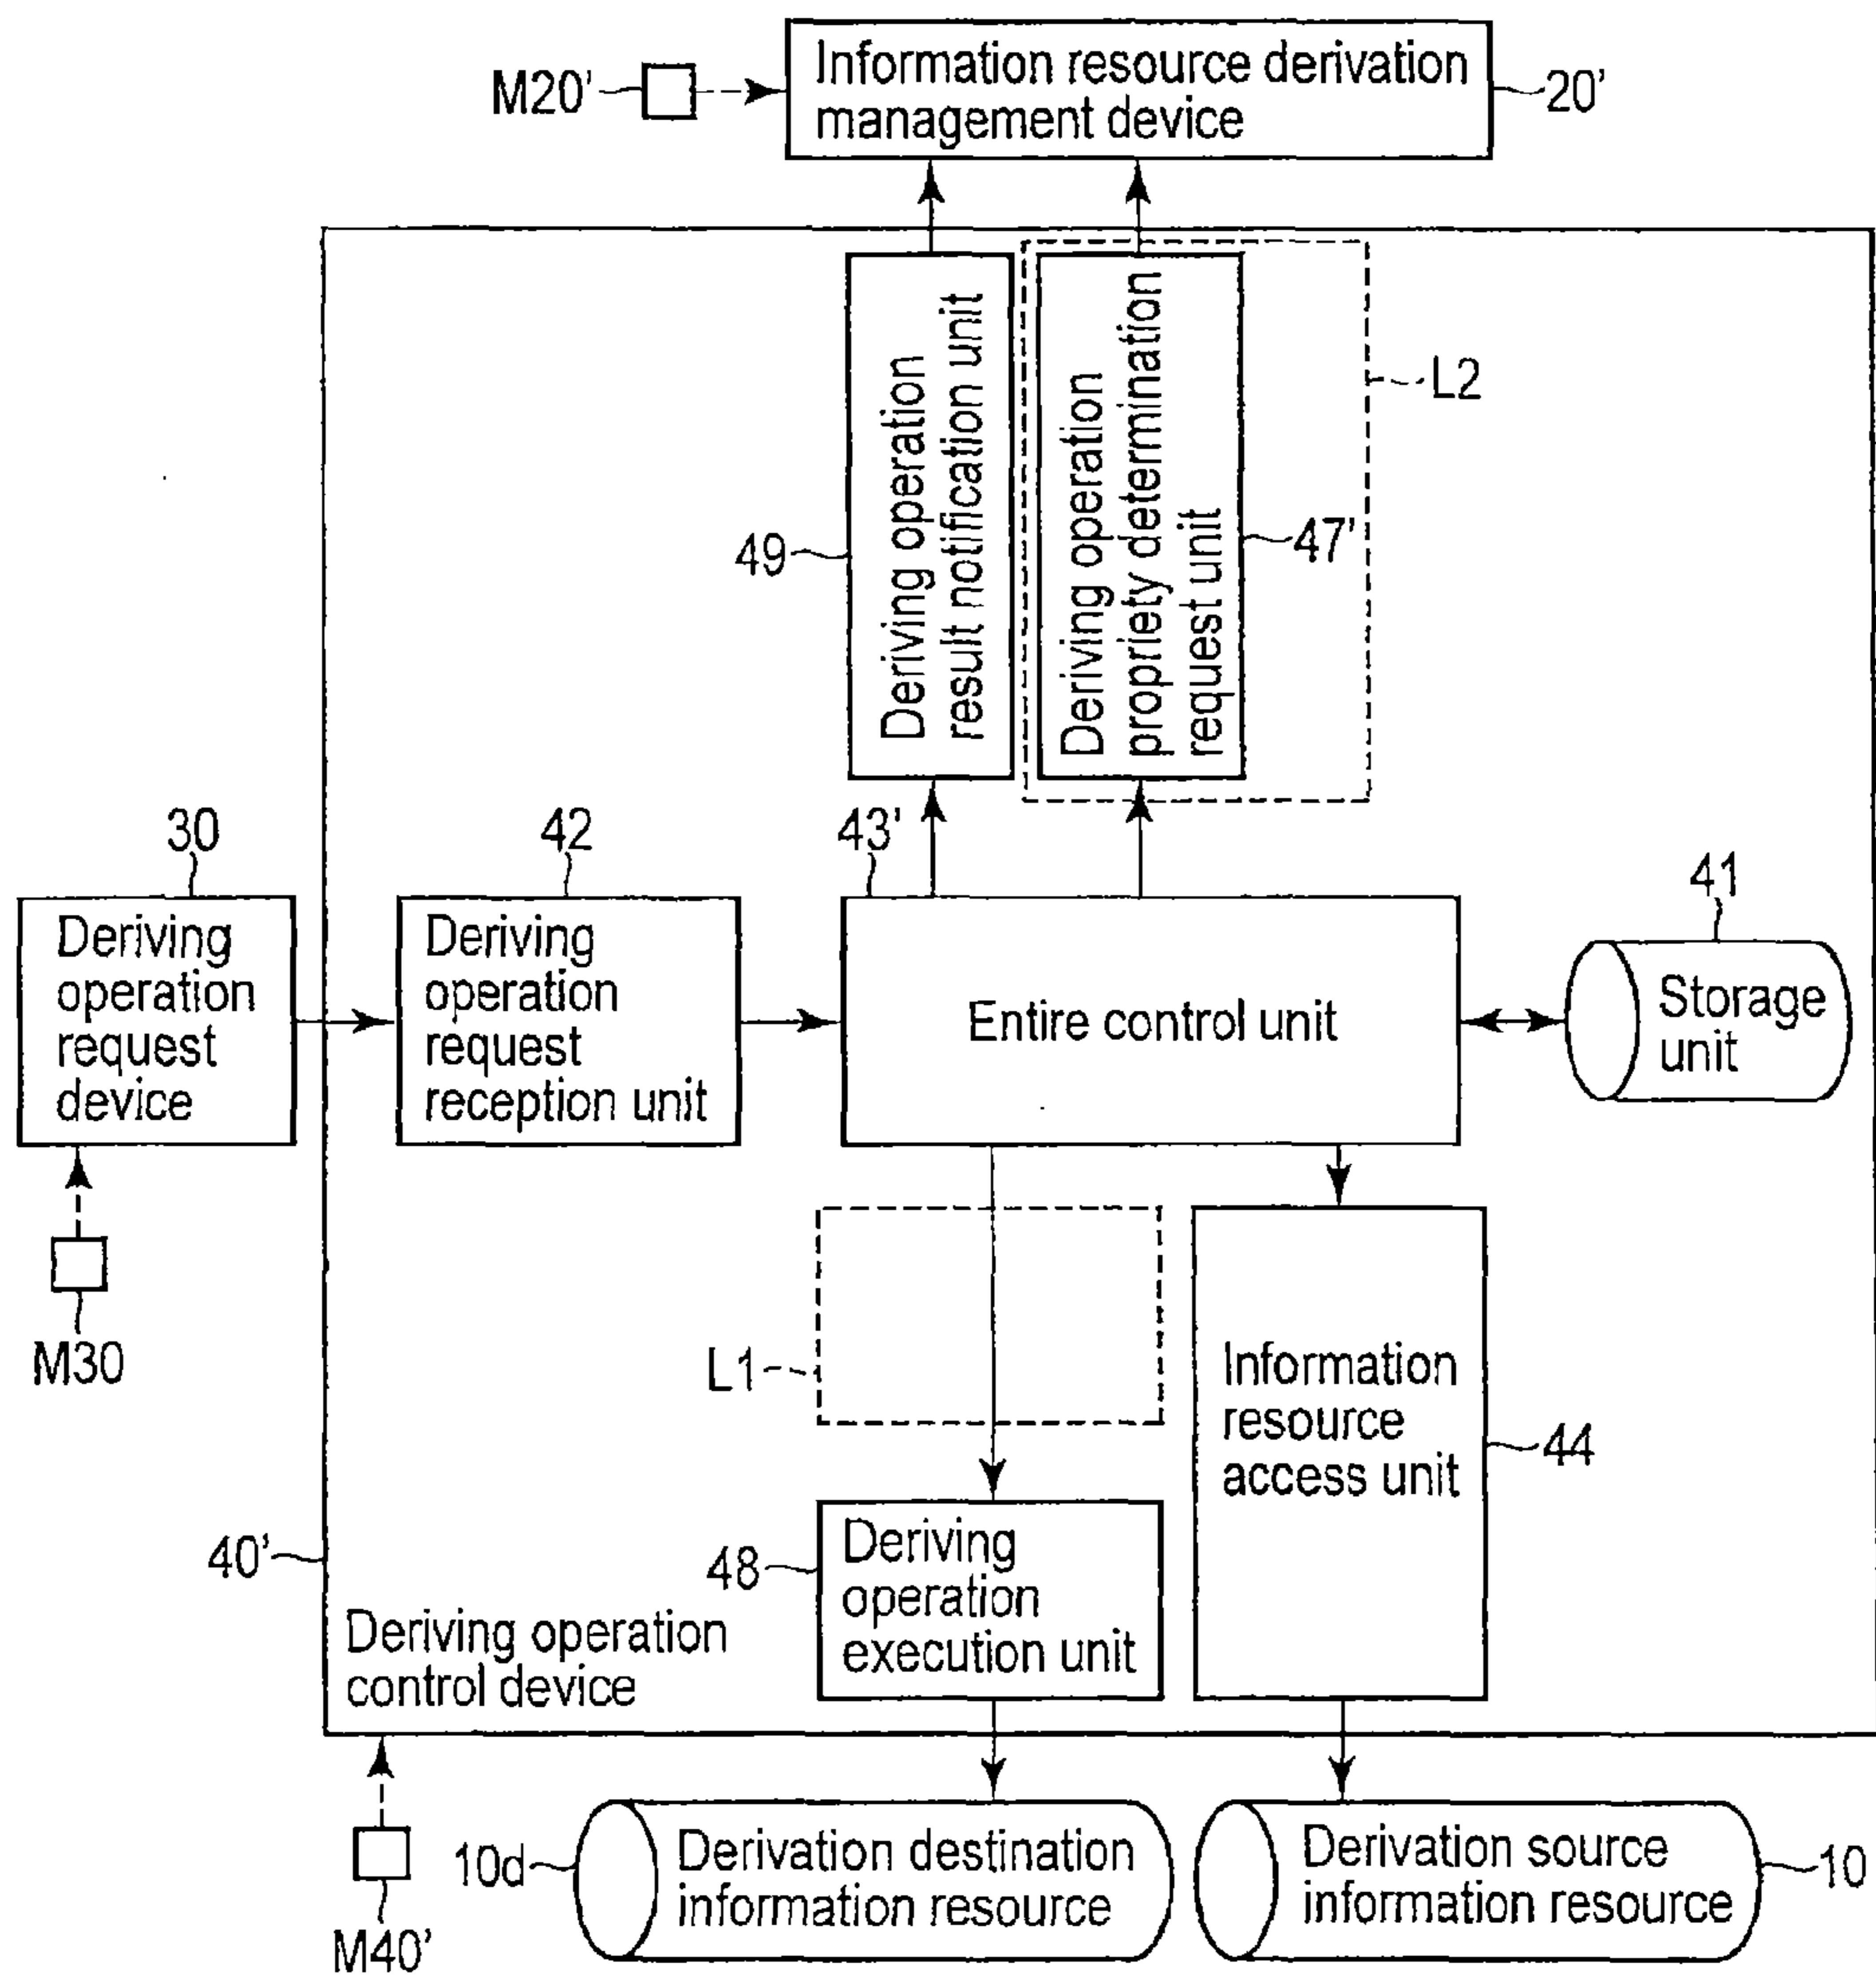 M20'
Information resource derivation
management device
20'
Deriving operation
result notification unit
49
Deriving operation
propriety determination
request unit
47'
L2
30
42
43'
41
Deriving
operation
request
device
Deriving
operation
request
reception unit
Entire control unit
Storage
unit
M30
L1
Information
resource
access unit
44
40'
48
Deriving
operation
execution unit
Deriving operation
control device
M40'
10d
Derivation destination
information resource
Derivation source
information resource
10